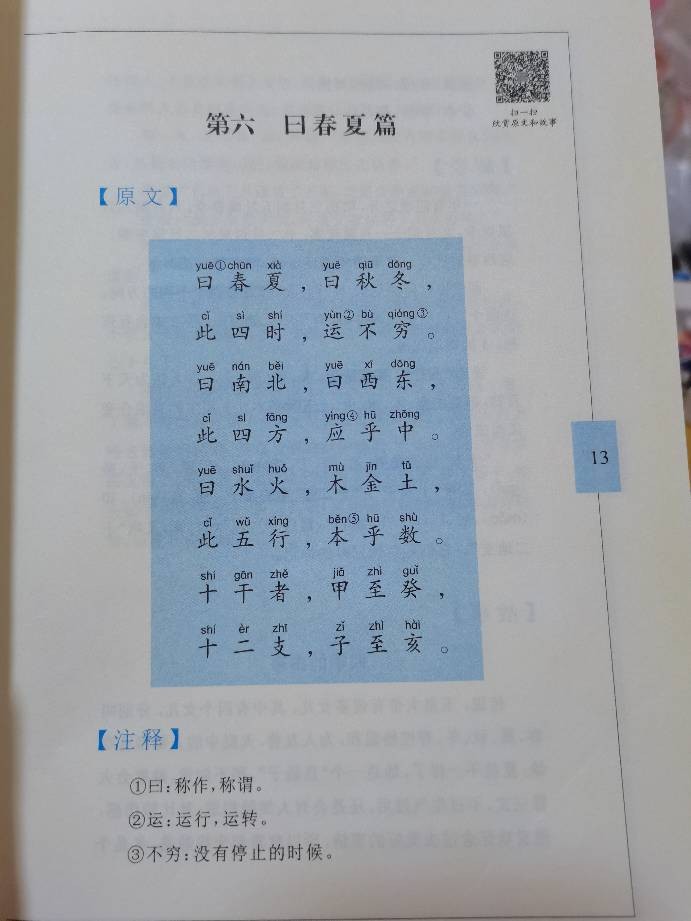 扫一扫
欣赏原文和故事
第六 曰春夏篇
【原文】
yuē①chūn xià yuē qiū dōng
曰春夏，曰秋冬，
cǐ sì shí yùn② bù qióng③
此四时，运不穷。
yuē nán běi yuē xī dōng
曰南北，曰西东，
cǐ sì fāng yìng④ hū zhōng
此四方，应乎中。
yuē shuǐ huǒ mù jīn tǔ
曰水火，木金土，
cǐ wǔ xíng běn⑤ hū shù
此五行，本乎数。
shí gān zhě jiǎ zhì guǐ
十干者，甲至癸，
shí èr zhī zǐ zhì hài
十二支，子至亥。
13
【注释】
①曰：称作，称谓。
②运：运行，运转。
③不穷：没有停止的时候。